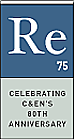 Re
75
CELEBRATING
C&EN'S
80TH
ANNIVERSARY